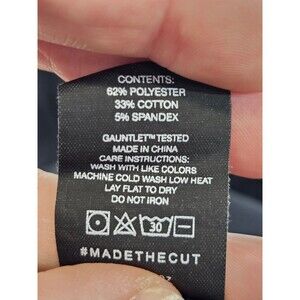 CONTENTS:
62% POLYESTER
33% COTTON
5% SPANDEX
GAUNTLET™ TESTED
MADE IN CHINA
CARE INSTRUCTIONS:
WASH WITH LIKE COLORS
MACHINE COLD WASH LOW HEAT
LAY FLAT TO DRY
DO NOT IRON
30
#MADETHECUT